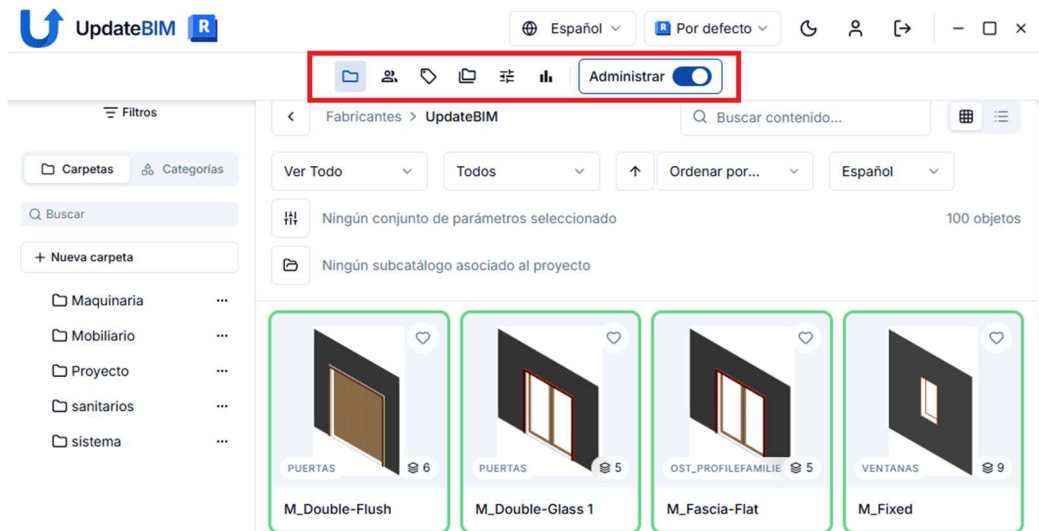 UpdateBIM R
Español
R Por defecto
Administrar
Filtros
Fabricantes > UpdateBIM
Buscar contenido...
Carpetas
Categorías
Ver Todo
Todos
Ordenar por...
Español
Buscar
Ningún conjunto de parámetros seleccionado
100 objetos
+ Nueva carpeta
Ningún subcatálogo asociado al proyecto
Maquinaria
Mobiliario
Proyecto
sanitarios
sistema
PUERTAS
6
PUERTAS
5
OST_PROFILEFAMILIE
5
VENTANAS
9
M_Double-Flush
M_Double-Glass 1
M_Fascia-Flat
M_Fixed